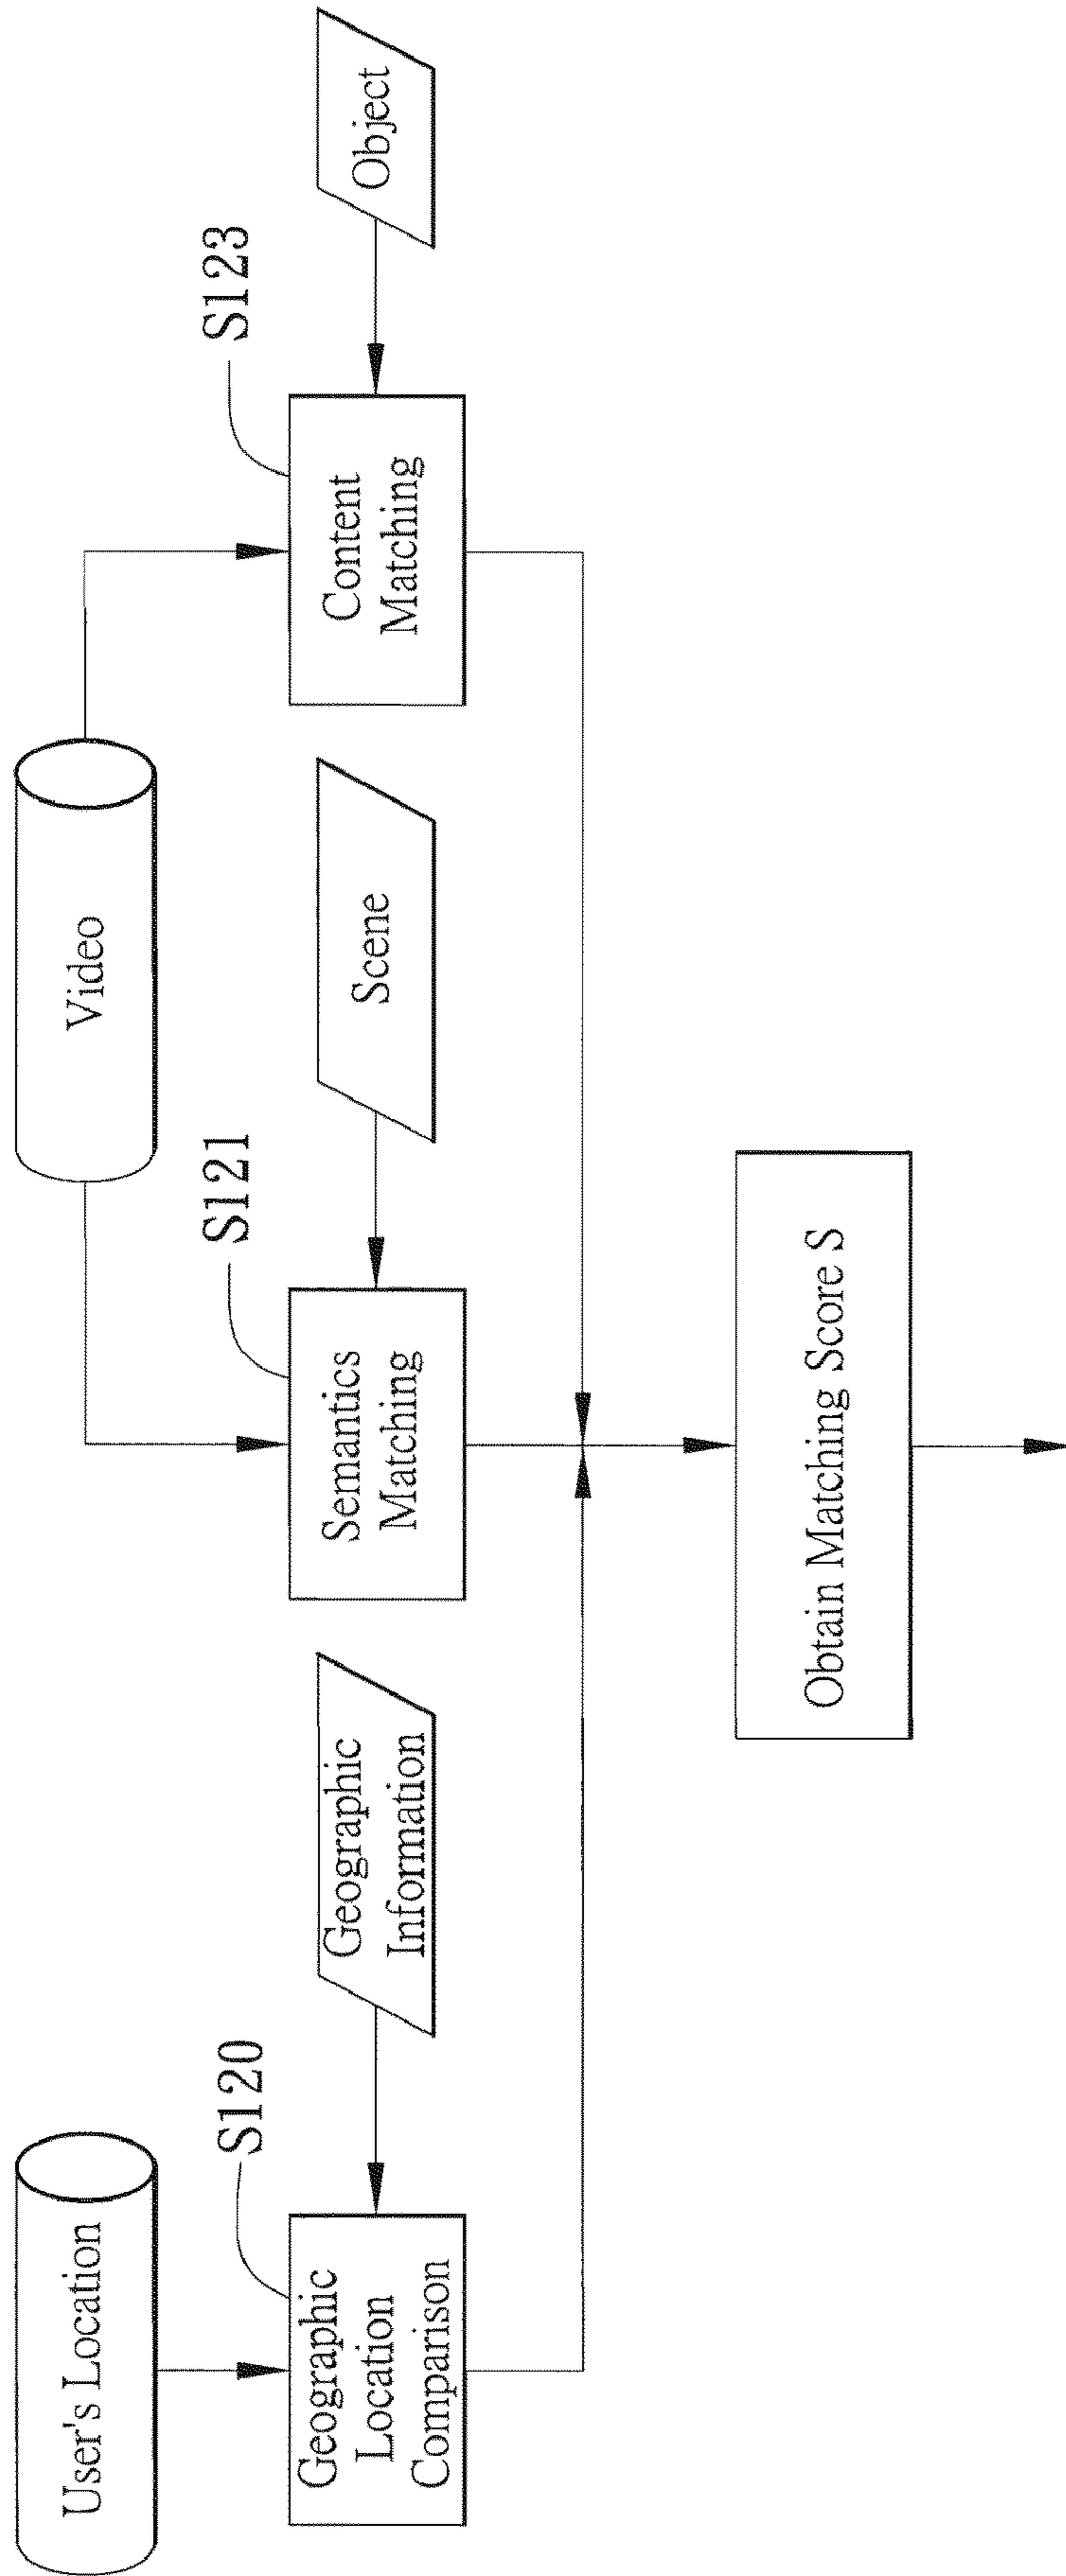 User's Location
Video
S120
S121
S123
Geographic
Location
Comparison
Geographic
Information
Semantics
Matching
Scene
Content
Matching
Object
Obtain Matching Score S